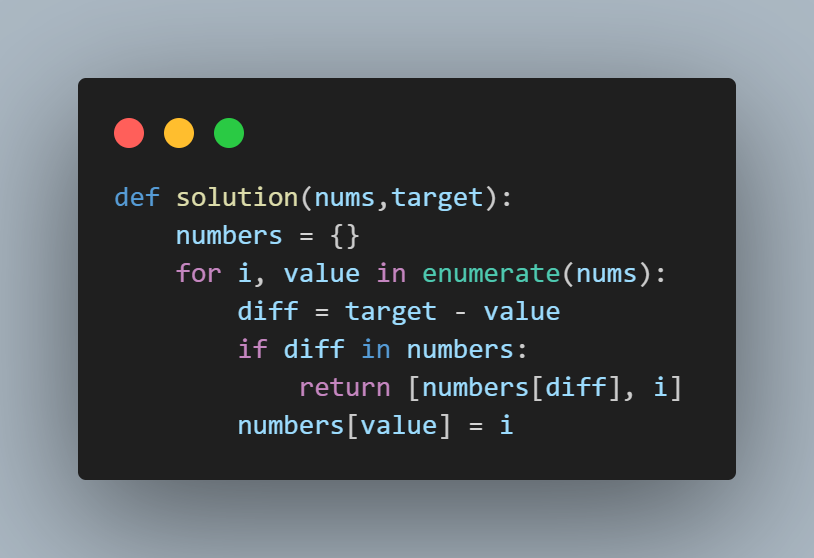 def solution(nums,target):
    numbers = {}
    for i, value in enumerate(nums):
        diff = target - value
        if diff in numbers:
            return [numbers[diff], i]
        numbers[value] = i